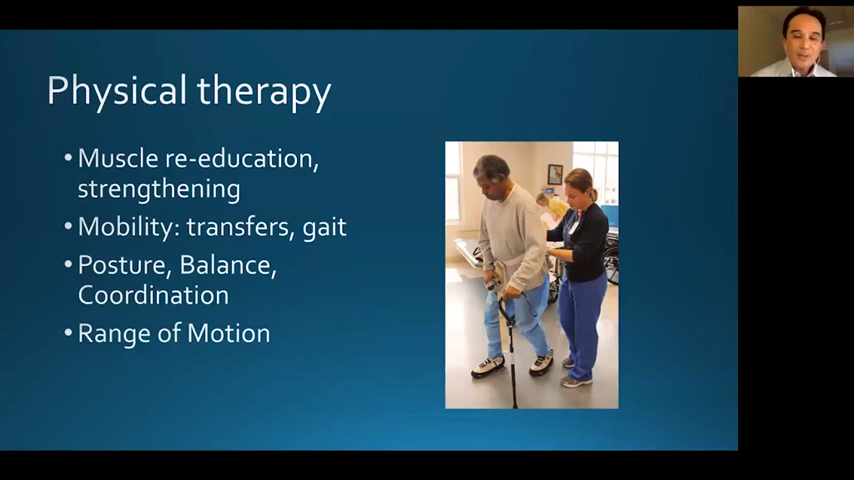 Physical therapy
• Muscle re-education,
strengthening
• Mobility: transfers, gait
• Posture, Balance,
Coordination
• Range of Motion